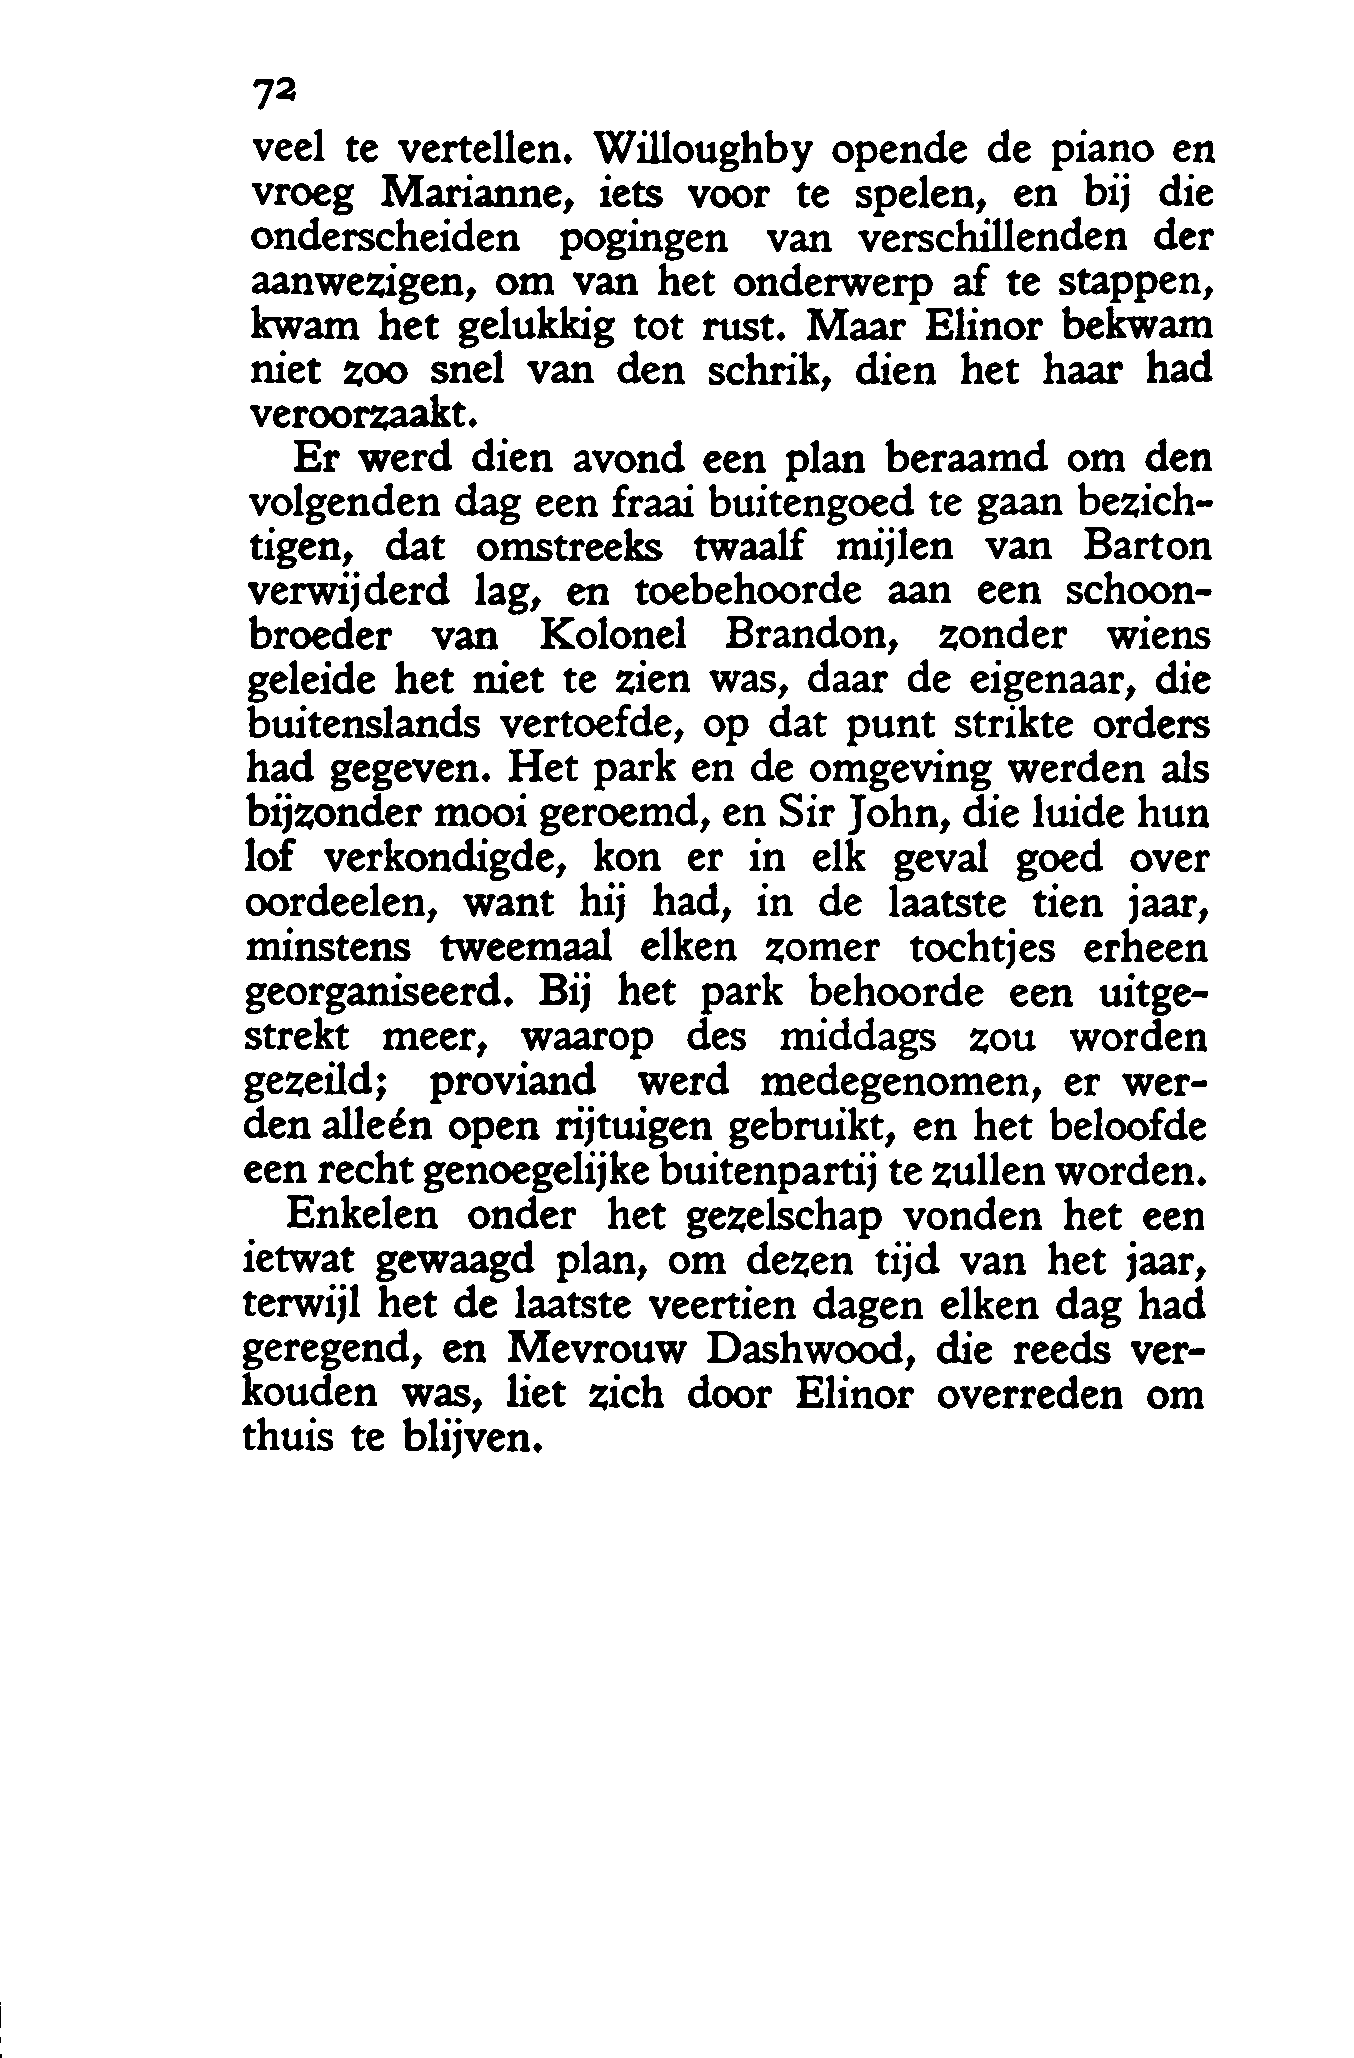 72
veel te vertellen. Willoughby opende de piano en
vroeg Marianne, iets voor te spelen, en bij die
onderscheiden pogingen van verschillenden der
aanwezigen, om van het onderwerp af te stappen,
kwam het gelukkig tot rust. Maar Elinor bekwam
niet zoo snel van den schrik, dien het haar had
veroorzaakt.
Er werd dien avond een plan beraamd om den
volgenden dag een fraai buitengoed te gaan bezich-
tigen, dat omstreeks twaalf mijlen van Barton
verwijderd lag, en toebehoorde aan een schoon-
broeder van Kolonel Brandon, zonder wiens
geleide het niet te zien was, daar de eigenaar, die
buitenslands vertoefde, op dat punt strikte orders
had gegeven. Het park en de omgeving werden als
bijzonder mooi geroemd, en Sir John, die luide hun
lof verkondigde, kon er in elk geval goed over
oordeelen, want hij had, in de laatste tien jaar,
minstens tweemaal elken zomer tochtjes erheen
georganiseerd. Bij het park behoorde een uitge-
strekt meer, waarop des middags zou worden
gezeild; proviand werd medegenomen, er wer-
den alleén open rijtuigen gebruikt, en het beloofde
een recht genoegelijke buitenpartij te zullen worden.
Enkelen onder het gezelschap vonden het een
ietwat gewaagd plan, om dezen tijd van het jaar,
terwijl het de laatste veertien dagen elken dag had
geregend, en Mevrouw Dashwood, die reeds ver-
kouden was, liet zich door Elinor overreden om
thuis te blijven.